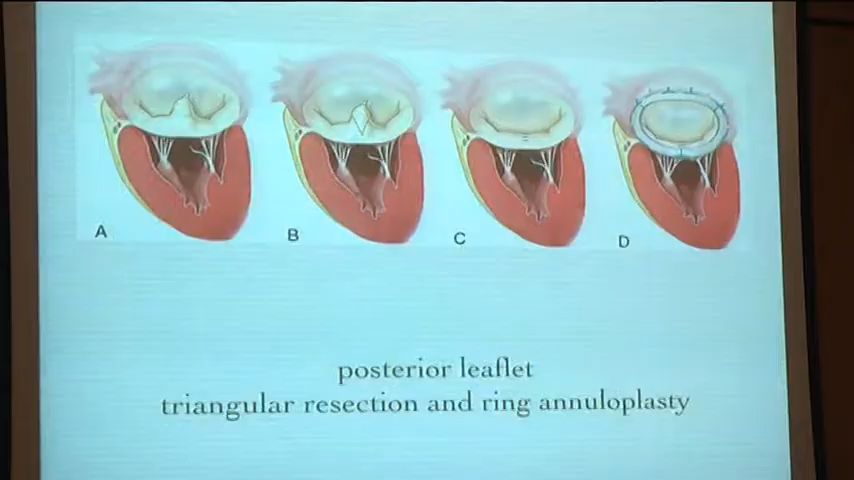 A
B
C
D
posterior leaflet
triangular resection and ring annuloplasty